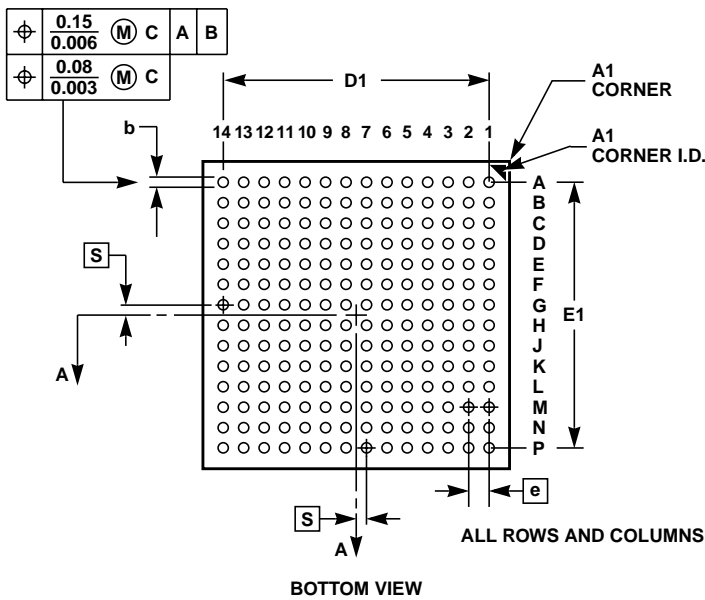 0.15
0.006 Ⓜ C A B
0.08
0.003 Ⓜ C
D1
A1
CORNER
b
14 13 12 11 10 9 8 7 6 5 4 3 2 1
A1
CORNER I.D.
A
B
C
D
E
F
G
H
J
K
L
M
N
P
S
E1
A
e
S
ALL ROWS AND COLUMNS
A
BOTTOM VIEW